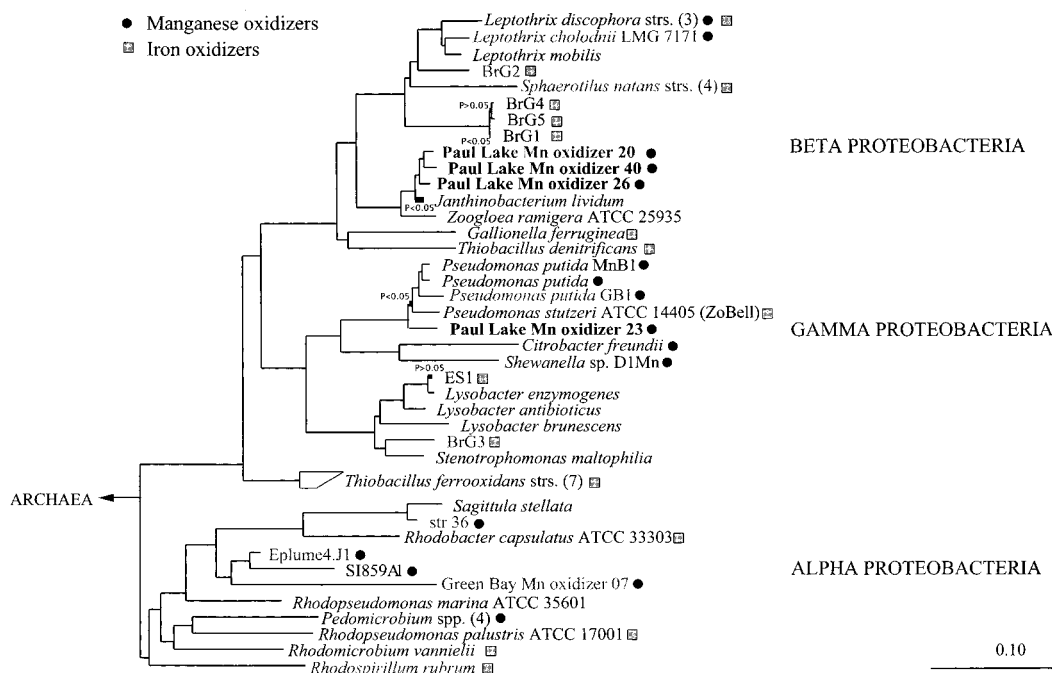 Manganese oxidizers
Iron oxidizers
Leptothrix discophora strs. (3)
Leptothrix cholodnii LMG 7171
Leptothrix mobilis
BrG2
Sphaerotilus natans strs. (4)
P>0.05
BrG4
BrG5
BrG1
P<0.05
BETA PROTEOBACTERIA
Paul Lake Mn oxidizer 20
Paul Lake Mn oxidizer 40
Paul Lake Mn oxidizer 26
Janthinobacterium lividum
P<0.05
Zoogloea ramigera ATCC 25935
Gallionella ferruginea
Thiobacillus denitrificans
Pseudomonas putida MnB1
Pseudomonas putida
P<0.05
Pseudomonas putida GB1
Pseudomonas stutzeri ATCC 14405 (ZoBell)
Paul Lake Mn oxidizer 23
GAMMA PROTEOBACTERIA
Citrobacter freundii
Shewanella sp. D1Mn
P>0.05
ES1
Lysobacter enzymogenes
Lysobacter antibioticus
Lysobacter brunescens
BrG3
Stenotrophomonas maltophilia
Thiobacillus ferrooxidans strs. (7)
ARCHAEA
Sagittula stellata
str 36
Rhodobacter capsulatus ATCC 33303
Eplume4.J1
SI859A1
ALPHA PROTEOBACTERIA
Green Bay Mn oxidizer 07
Rhodopseudomonas marina ATCC 35601
Pedomicrobium spp. (4)
Rhodopseudomonas palustris ATCC 17001
Rhodomicrobium vannielii
0.10
Rhodospirillum rubrum